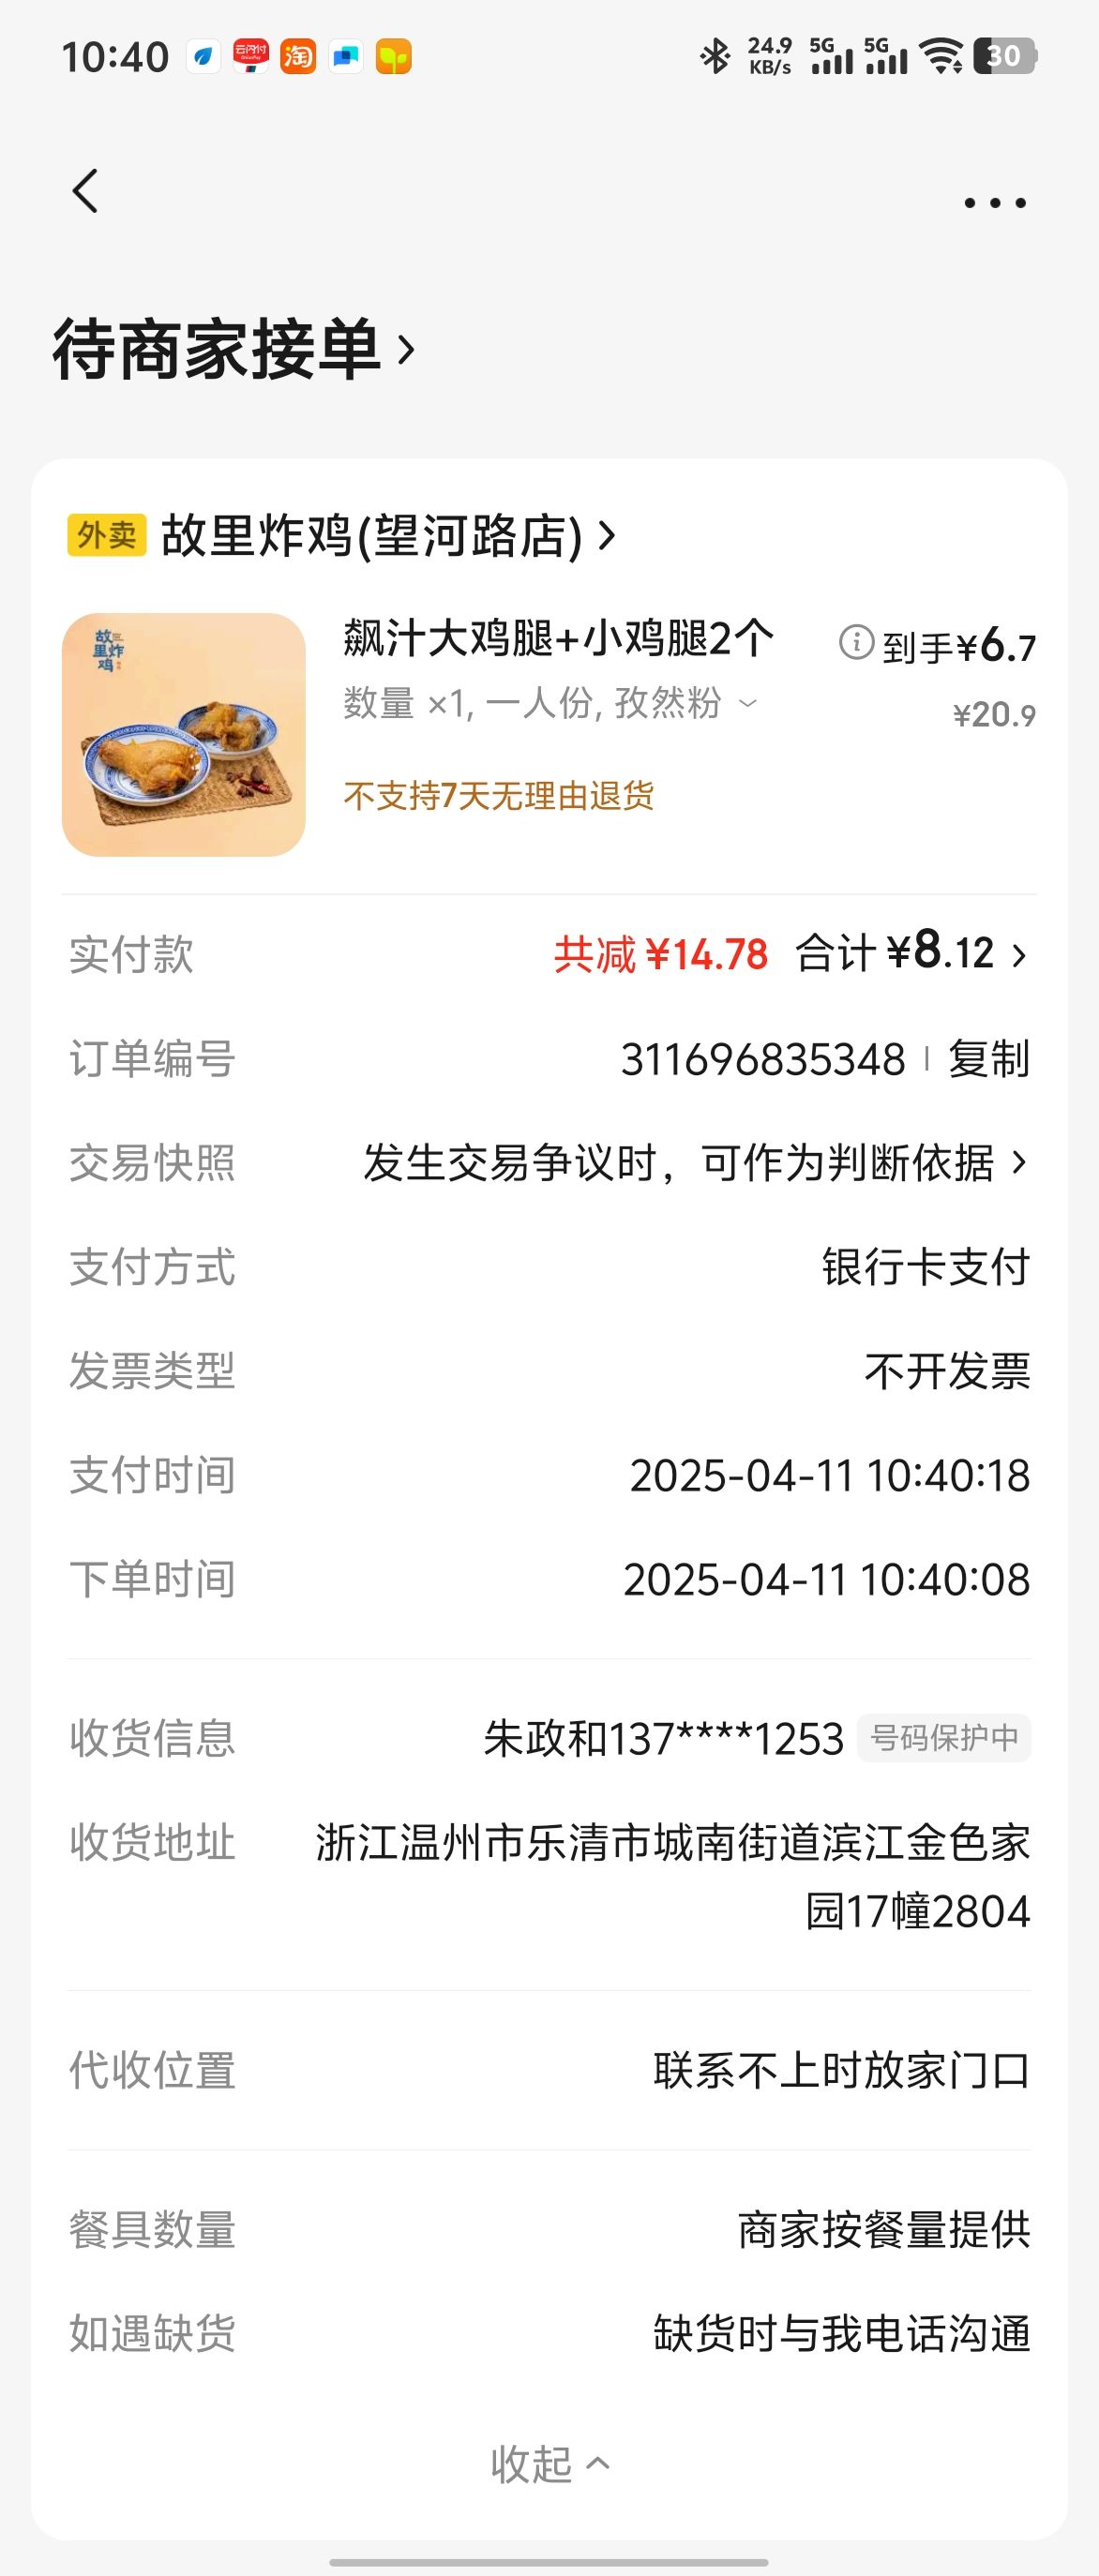 10:40
云闪付
淘
24.9
KB/s
5G
5G
30
待商家接单
外卖 故里炸鸡(望河路店)
故里炸鸡
飙汁大鸡腿+小鸡腿2个
到手¥6.7
数量 ×1, 一人份, 孜然粉
¥20.9
不支持7天无理由退货
实付款 共减 ¥14.78 合计 ¥8.12
订单编号 311696835348 复制
交易快照 发生交易争议时，可作为判断依据
支付方式 银行卡支付
发票类型 不开发票
支付时间 2025-04-11 10:40:18
下单时间 2025-04-11 10:40:08
收货信息 朱政和137****1253 号码保护中
收货地址 浙江温州市乐清市城南街道滨江金色家
园17幢2804
代收位置 联系不上时放家门口
餐具数量 商家按餐量提供
如遇缺货 缺货时与我电话沟通
收起